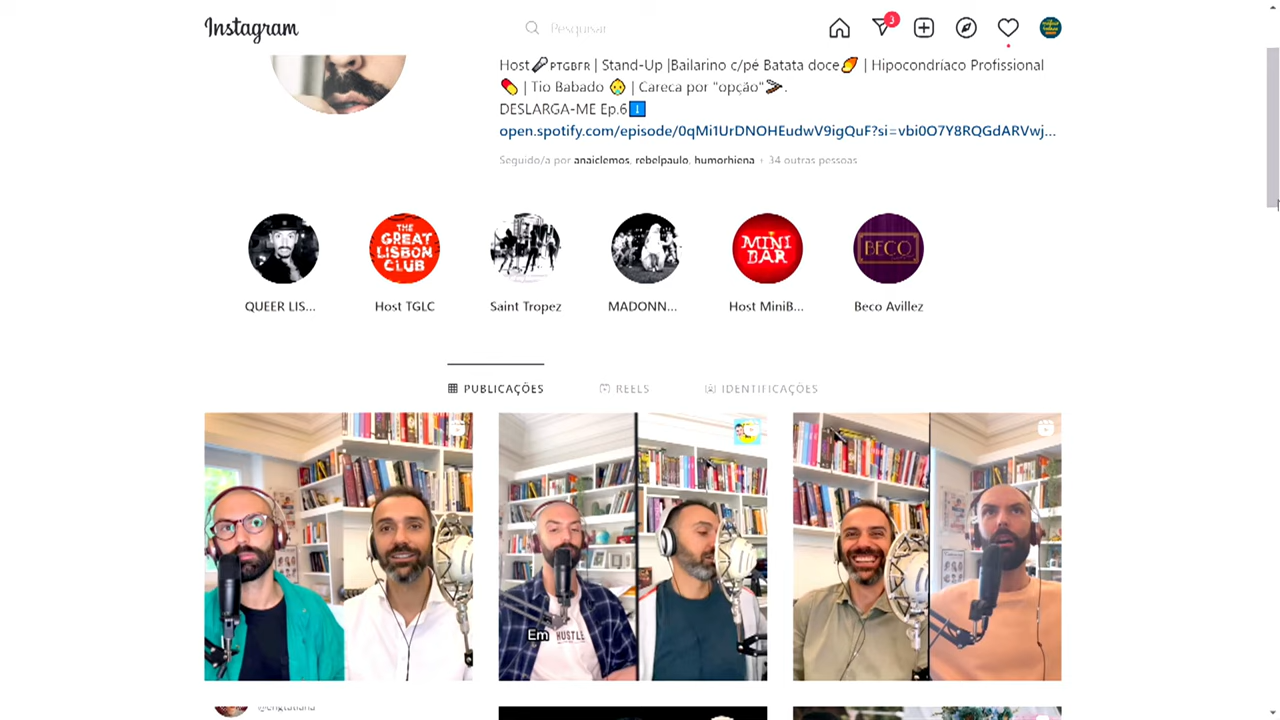 Instagram
Pesquisar
3
Host🎤PTGBFR | Stand-Up |Bailarino c/pé Batata doce🍠 | Hipocondríaco Profissional
💊 | Tio Babado 👶 | Careca por "opção"🪒.
DESLARGA-ME Ep.6⬇️
open.spotify.com/episode/0qMi1UrDNOHEudwV9igQuF?si=vbi0O7Y8RQGdARVwj...
Seguido/a por anaiclemos, rebelpaulo, humorhiena + 34 outras pessoas
THE
GREAT
LISBON
CLUB
MINI
BAR
BECO
QUEER LIS...
Host TGLC
Saint Tropez
MADONN...
Host MiniB...
Beco Avillez
PUBLICAÇÕES
REELS
IDENTIFICAÇÕES
Em
HUSTLE